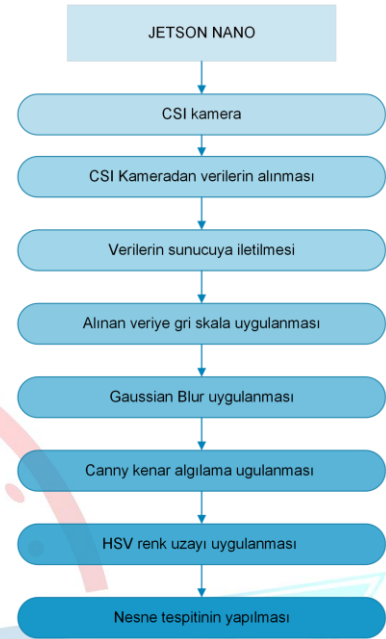 JETSON NANO
CSI kamera
CSI Kameradan verilerin alınması
Verilerin sunucuya iletilmesi
Alınan veriye gri skala uygulanması
Gaussian Blur uygulanması
Canny kenar algılama ugulanması
HSV renk uzayı uygulanması
Nesne tespitinin yapılması